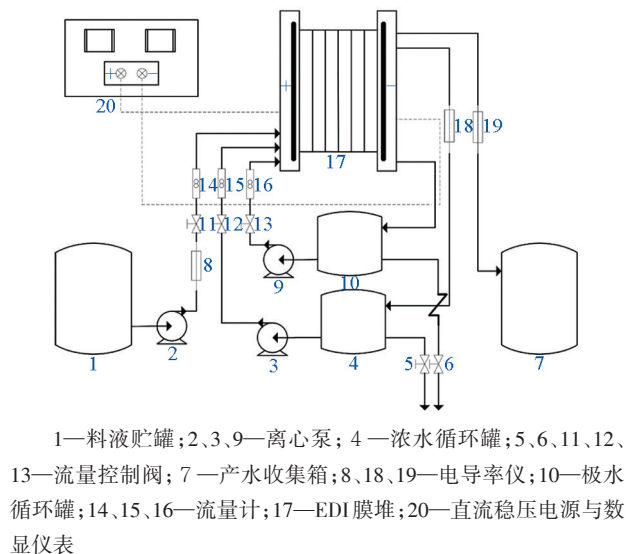 + −
20
+ −
17
18 19
14 15 16
11 12 13
8
9
10
1
2
3
4
5 6
7
1—料液贮罐;2、3、9—离心泵;4—浓水循环罐;5、6、11、12、
13—流量控制阀;7—产水收集箱;8、18、19—电导率仪;10—极水
循环罐;14、15、16—流量计;17—EDI膜堆;20—直流稳压电源与数
显仪表